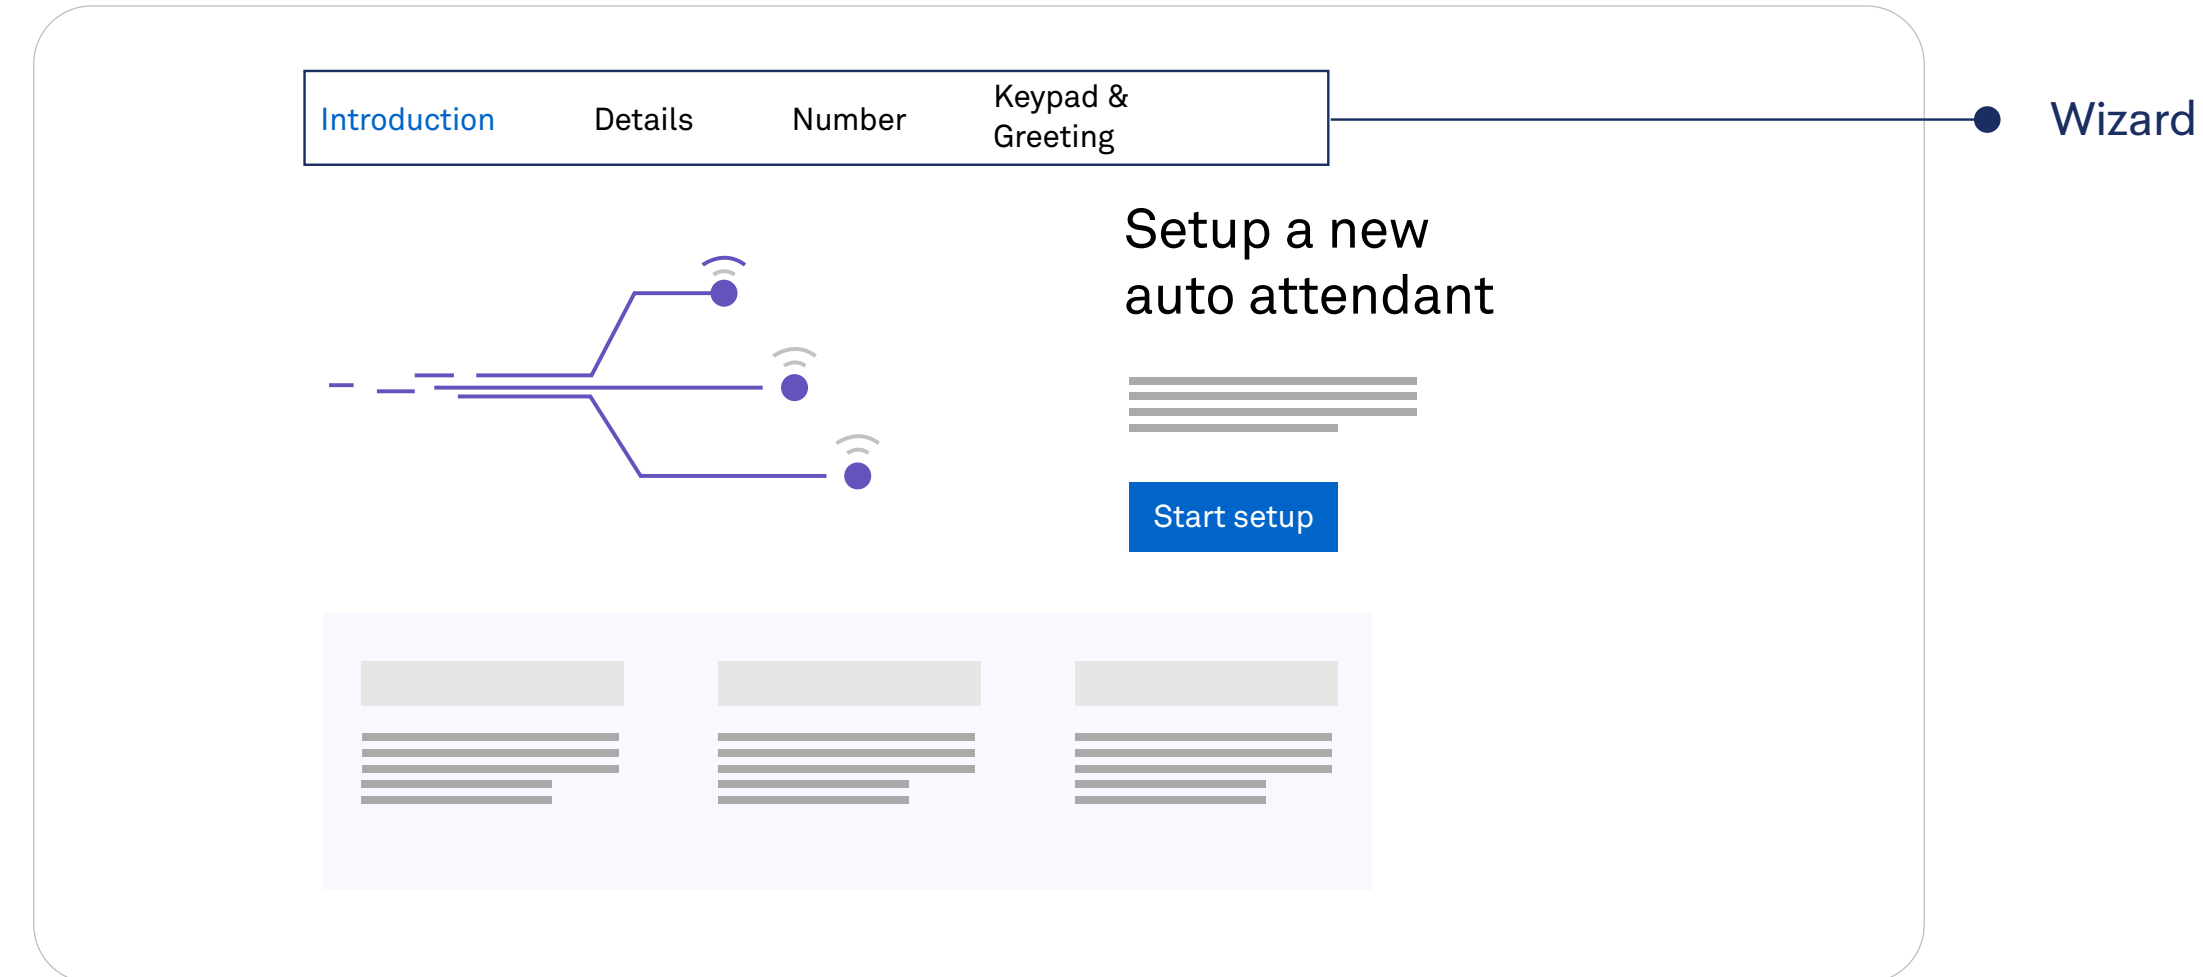 Introduction
Details
Number
Keypad &
Greeting
Wizard
Setup a new
auto attendant
Start setup